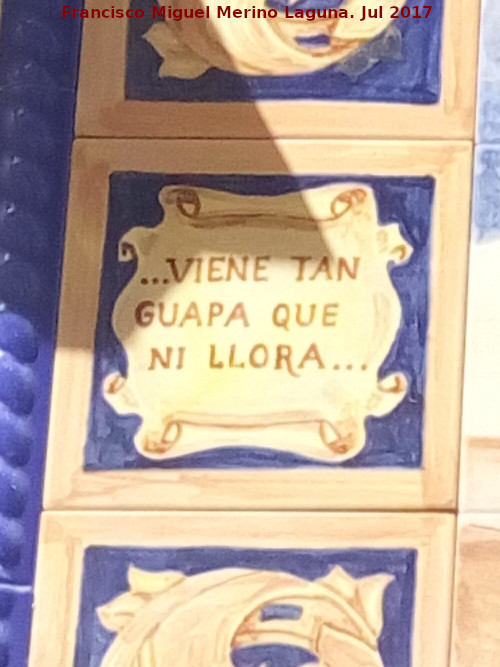 Francisco Miguel Merino Laguna. Jul 2017
...VIENE TAN
GUAPA QUE
NI LLORA...